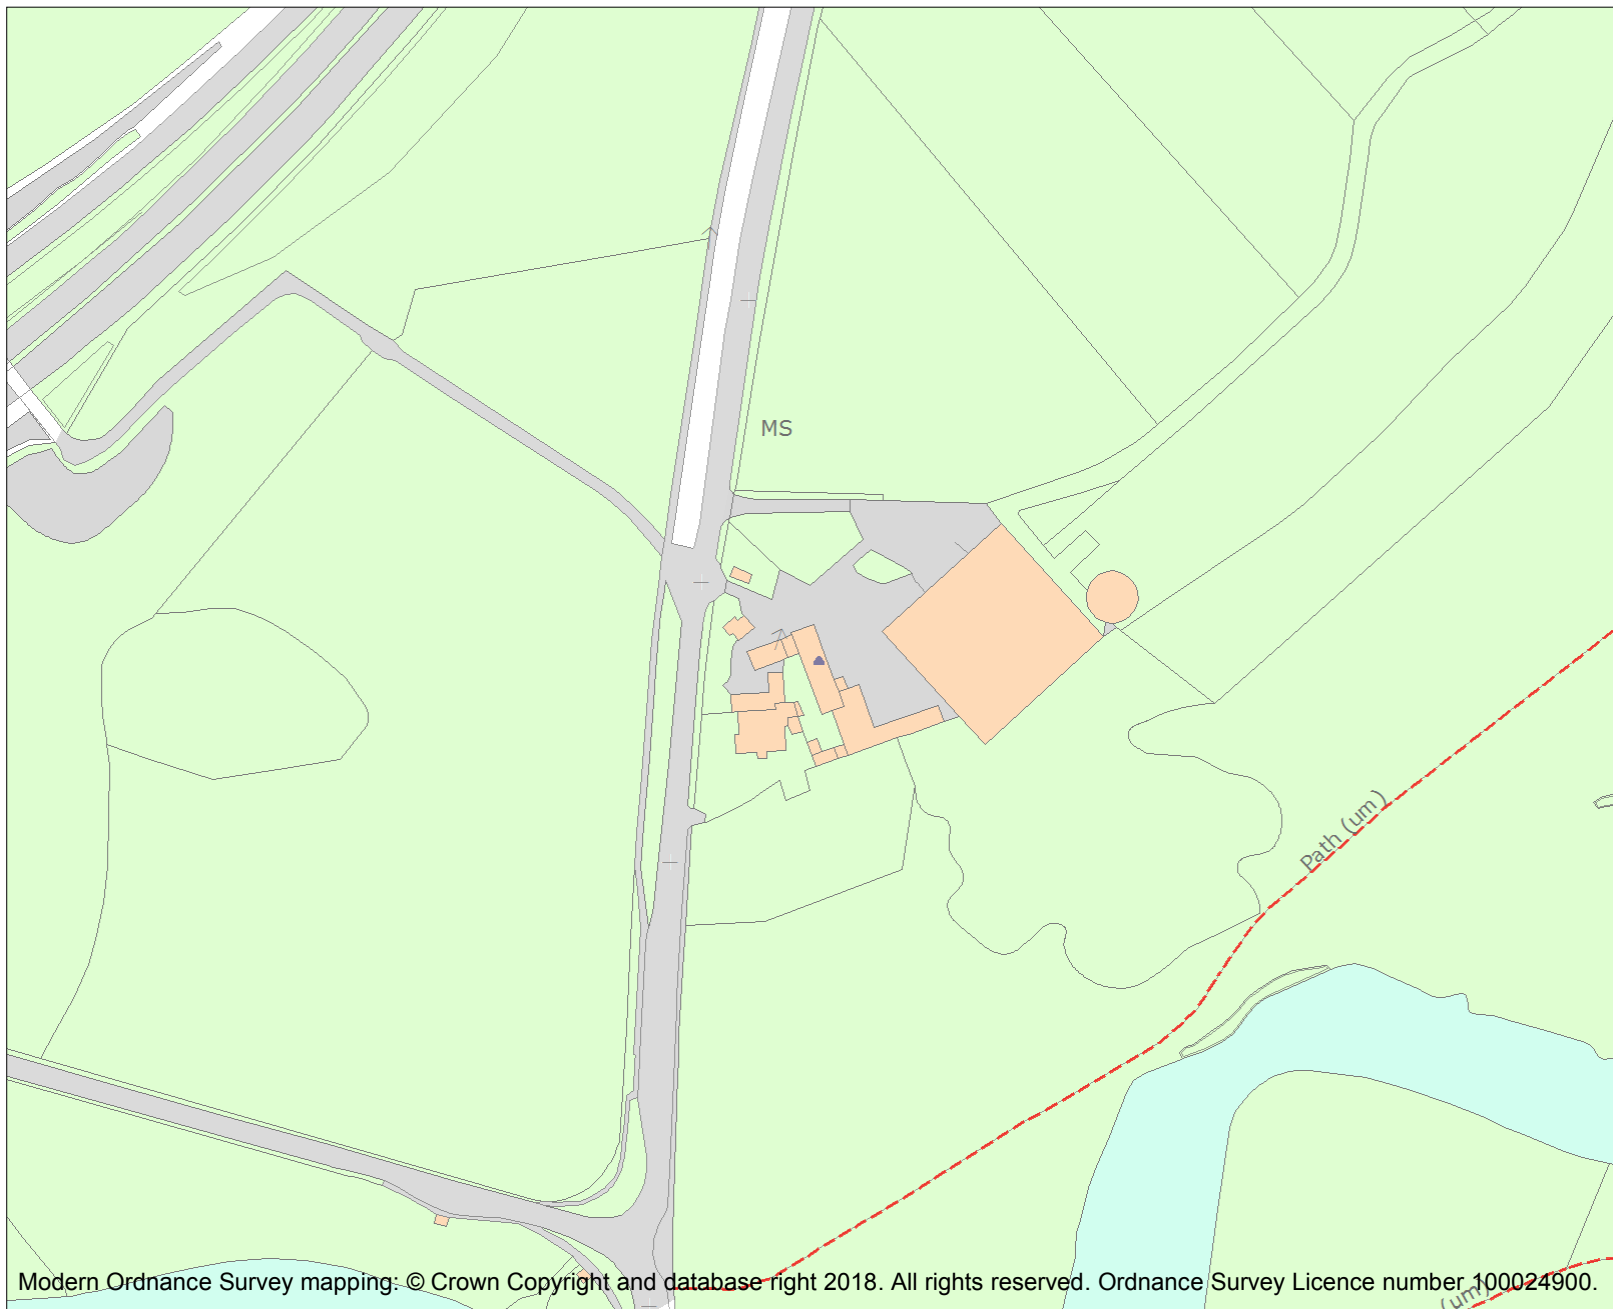 MS
Path (um)
Modern Ordnance Survey mapping: © Crown Copyright and database right 2018. All rights reserved. Ordnance Survey Licence number 100024900.
(um)